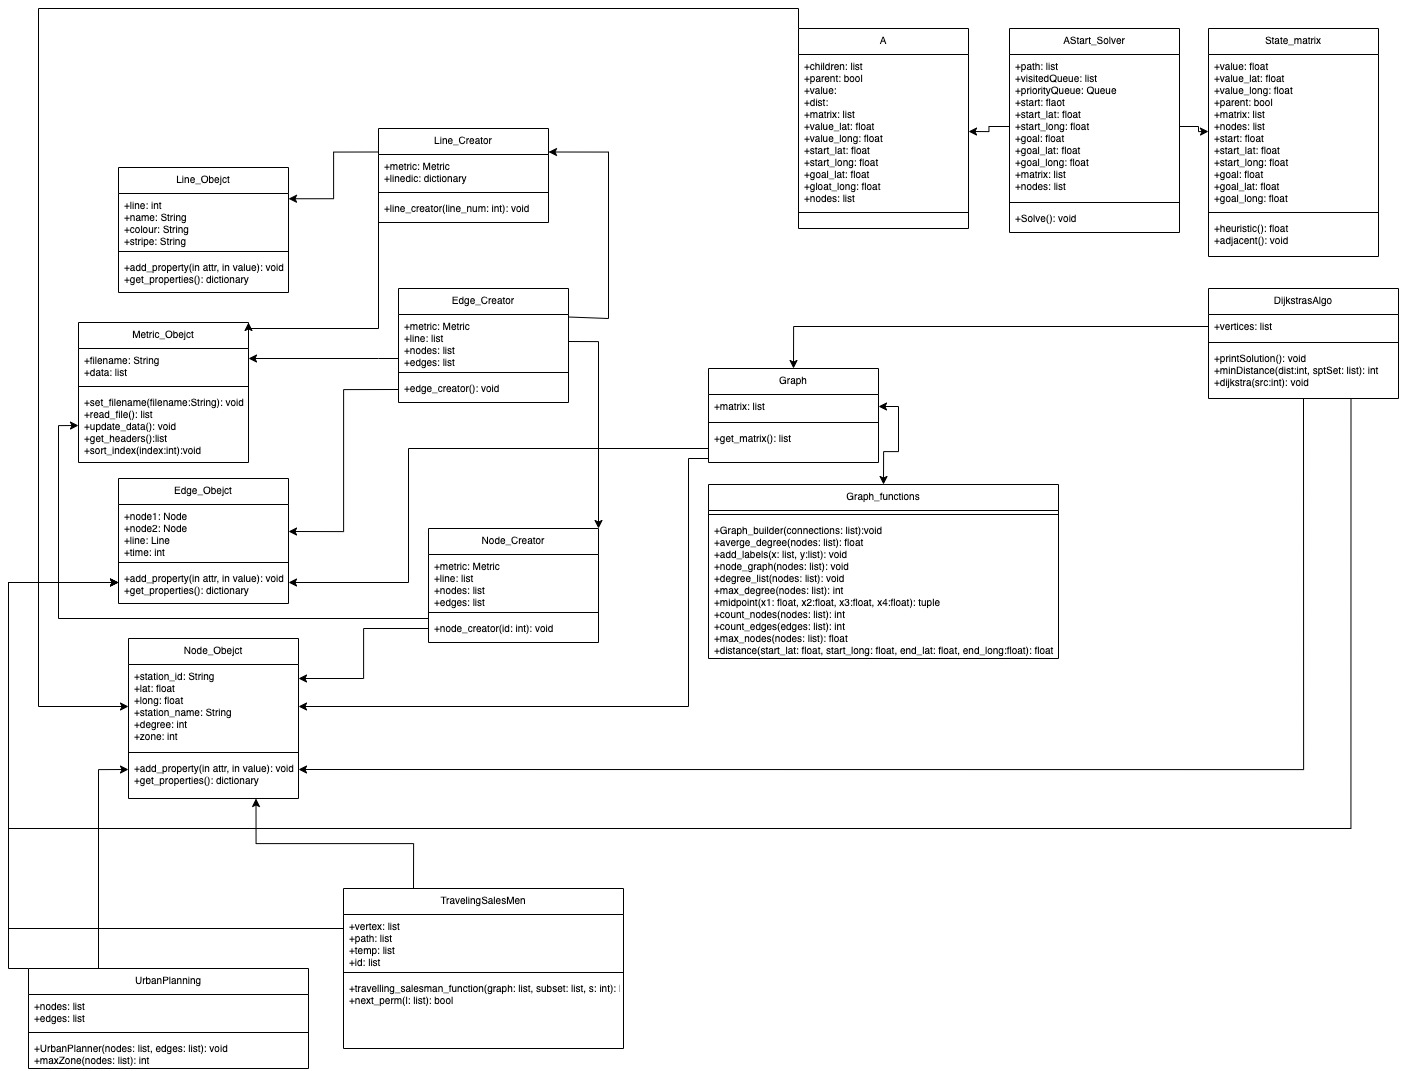 A
+children: list
+parent: bool
+value:
+dist:
+matrix: list
+value_lat: float
+value_long: float
+start_lat: float
+start_long: float
+goal_lat: float
+gloat_long: float
+nodes: list
AStart_Solver
+path: list
+visitedQueue: list
+priorityQueue: Queue
+start: flaot
+start_lat: float
+start_long: float
+goal: float
+goal_lat: float
+goal_long: float
+matrix: list
+nodes: list
+Solve(): void
State_matrix
+value: float
+value_lat: float
+value_long: float
+parent: bool
+matrix: list
+nodes: list
+start: float
+start_lat: float
+start_long: float
+goal: float
+goal_lat: float
+goal_long: float
+heuristic(): float
+adjacent(): void
Line_Creator
+metric: Metric
+linedic: dictionary
+line_creator(line_num: int): void
Line_Obejct
+line: int
+name: String
+colour: String
+stripe: String
+add_property(in attr, in value): void
+get_properties(): dictionary
Edge_Creator
+metric: Metric
+line: list
+nodes: list
+edges: list
+edge_creator(): void
DijkstrasAlgo
+vertices: list
+printSolution(): void
+minDistance(dist:int, sptSet: list): int
+dijkstra(src:int): void
Metric_Obejct
+filename: String
+data: list
+set_filename(filename:String): void
+read_file(): list
+update_data(): void
+get_headers():list
+sort_index(index:int):void
Graph
+matrix: list
+get_matrix(): list
Edge_Obejct
+node1: Node
+node2: Node
+line: Line
+time: int
+add_property(in attr, in value): void
+get_properties(): dictionary
Graph_functions
+Graph_builder(connections: list):void
+averge_degree(nodes: list): float
+add_labels(x: list, y:list): void
+node_graph(nodes: list): void
+degree_list(nodes: list): void
+max_degree(nodes: list): int
+midpoint(x1: float, x2:float, x3:float, x4:float): tuple
+count_nodes(nodes: list): int
+count_edges(edges: list): int
+max_nodes(nodes: list): float
+distance(start_lat: float, start_long: float, end_lat: float, end_long:float): float
Node_Creator
+metric: Metric
+line: list
+nodes: list
+edges: list
+node_creator(id: int): void
Node_Obejct
+station_id: String
+lat: float
+long: float
+station_name: String
+degree: int
+zone: int
+add_property(in attr, in value): void
+get_properties(): dictionary
TravelingSalesMen
+vertex: list
+path: list
+temp: list
+id: list
+travelling_salesman_function(graph: list, subset: list, s: int):
+next_perm(l: list): bool
UrbanPlanning
+nodes: list
+edges: list
+UrbanPlanner(nodes: list, edges: list): void
+maxZone(nodes: list): int